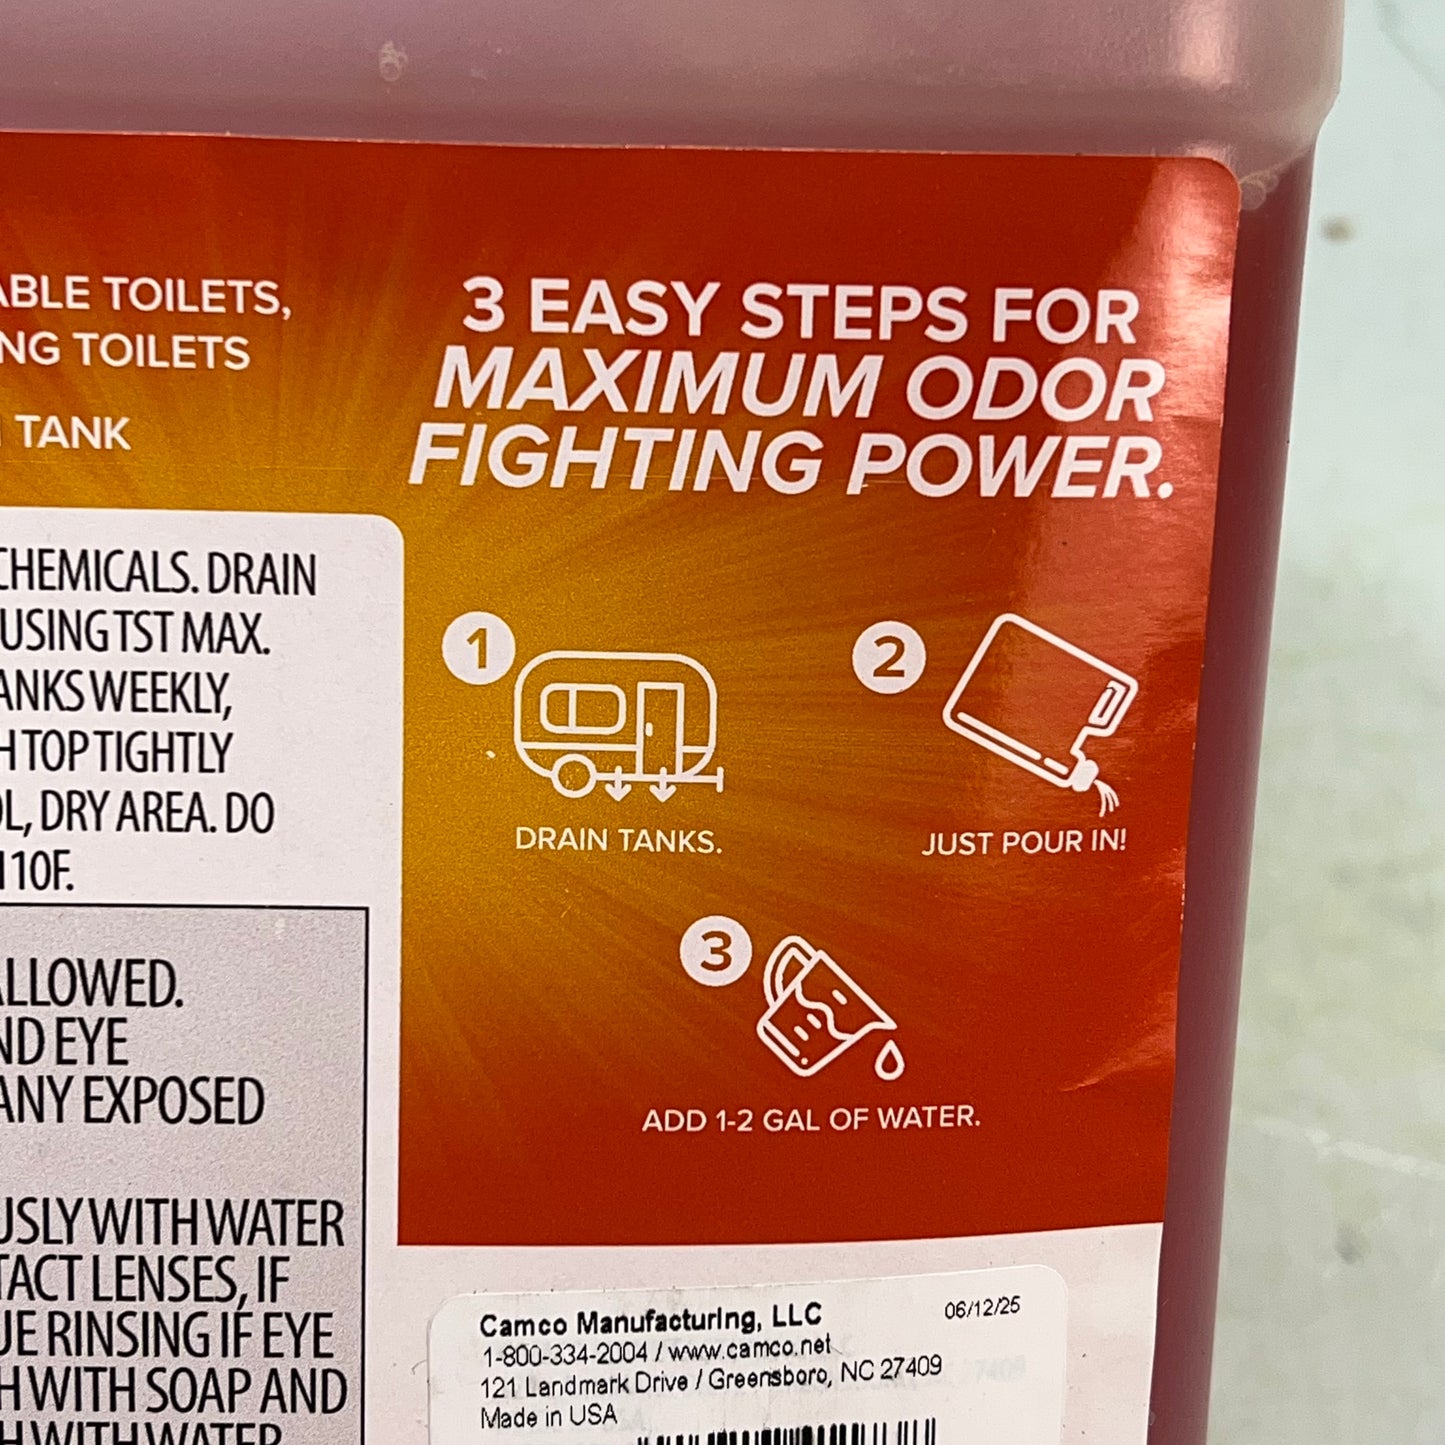 ABLE TOILETS,
NG TOILETS
TANK
CHEMICALS. DRAIN
USING TST MAX.
ANKS WEEKLY,
H TOP TIGHTLY
OL, DRY AREA. DO
110F.
ALLOWED.
ND EYE
ANY EXPOSED
USLY WITH WATER
TACT LENSES, IF
UE RINSING IF EYE
H WITH SOAP AND
H WITH WATER
3 EASY STEPS FOR
MAXIMUM ODOR
FIGHTING POWER.
1
DRAIN TANKS.
2
JUST POUR IN!
3
ADD 1-2 GAL OF WATER.
Camco Manufacturing, LLC
06/12/25
1-800-334-2004 / www.camco.net
121 Landmark Drive / Greensboro, NC 27409
Made in USA